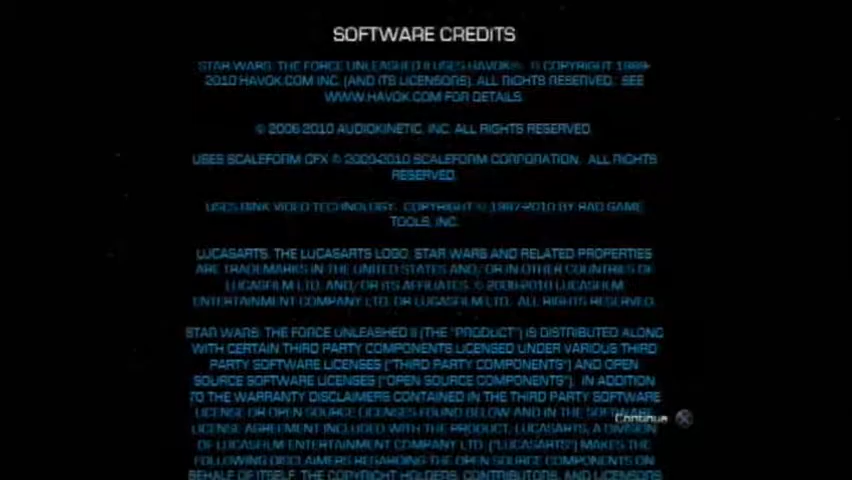 SOFTWARE CREDITS
STAR WARS: THE FORCE UNLEASHED II USES HAVOK®. © COPYRIGHT 1999-
2010 HAVOK.COM INC. (AND ITS LICENSORS). ALL RIGHTS RESERVED. SEE
WWW.HAVOK.COM FOR DETAILS.
© 2006-2010 AUDIOKINETIC, INC. ALL RIGHTS RESERVED.
USES SCALEFORM GFX © 2009-2010 SCALEFORM CORPORATION. ALL RIGHTS
RESERVED.
USES BINK VIDEO TECHNOLOGY. COPYRIGHT © 1997-2010 BY RAD GAME
TOOLS, INC.
LUCASARTS, THE LUCASARTS LOGO, STAR WARS AND RELATED PROPERTIES
ARE TRADEMARKS IN THE UNITED STATES AND/OR IN OTHER COUNTRIES OF
LUCASFILM LTD. AND/OR ITS AFFILIATES. © 2008-2010 LUCASFILM
ENTERTAINMENT COMPANY LTD. OR LUCASFILM LTD. ALL RIGHTS RESERVED.
STAR WARS: THE FORCE UNLEASHED II (THE "PRODUCT") IS DISTRIBUTED ALONG
WITH CERTAIN THIRD PARTY COMPONENTS LICENSED UNDER VARIOUS THIRD
PARTY SOFTWARE LICENSES ("THIRD PARTY COMPONENTS") AND OPEN
SOURCE SOFTWARE LICENSES ("OPEN SOURCE COMPONENTS"). IN ADDITION
TO THE WARRANTY DISCLAIMERS CONTAINED IN THE THIRD PARTY SOFTWARE
LICENSE OR OPEN SOURCE LICENSES FOUND BELOW AND IN THE SOFTWARE
Continue
LICENSE AGREEMENT INCLUDED WITH THE PRODUCT, LUCASARTS, A DIVISION
OF LUCASFILM ENTERTAINMENT COMPANY LTD. ("LUCASARTS") MAKES THE
FOLLOWING DISCLAIMERS REGARDING THE OPEN SOURCE COMPONENTS ON
BEHALF OF ITSELF, THE COPYRIGHT HOLDERS, CONTRIBUTORS, AND LICENSORS